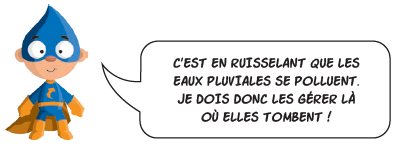 C'EST EN RUISSELANT QUE LES
EAUX PLUVIALES SE POLLUENT.
JE DOIS DONC LES GÉRER LÀ
OÙ ELLES TOMBENT !